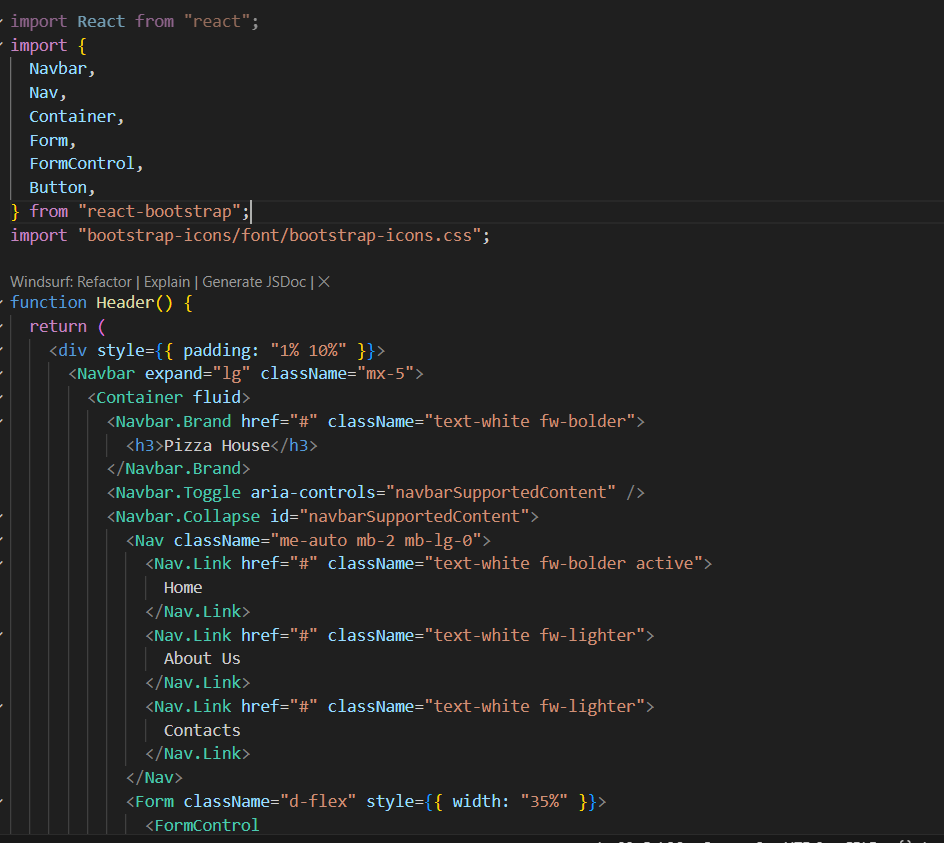 import React from "react";
import {
  Navbar,
  Nav,
  Container,
  Form,
  FormControl,
  Button,
} from "react-bootstrap";
import "bootstrap-icons/font/bootstrap-icons.css";
Windsurf: Refactor | Explain | Generate JSDoc | ×
function Header() {
  return (
    <div style={{ padding: "1% 10%" }}>
      <Navbar expand="lg" className="mx-5">
        <Container fluid>
          <Navbar.Brand href="#" className="text-white fw-bolder">
            <h3>Pizza House</h3>
          </Navbar.Brand>
          <Navbar.Toggle aria-controls="navbarSupportedContent" />
          <Navbar.Collapse id="navbarSupportedContent">
            <Nav className="me-auto mb-2 mb-lg-0">
              <Nav.Link href="#" className="text-white fw-bolder active">
                Home
              </Nav.Link>
              <Nav.Link href="#" className="text-white fw-lighter">
                About Us
              </Nav.Link>
              <Nav.Link href="#" className="text-white fw-lighter">
                Contacts
              </Nav.Link>
            </Nav>
            <Form className="d-flex" style={{ width: "35%" }}>
              <FormControl